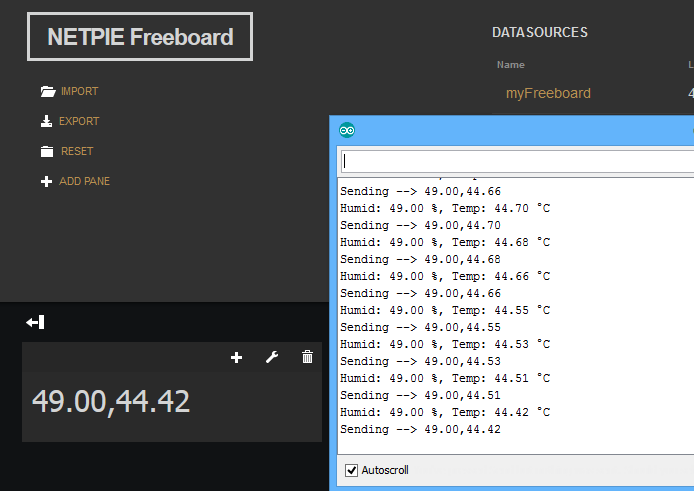 NETPIE Freeboard
IMPORT
EXPORT
RESET
ADD PANE
DATASOURCES
Name
myFreeboard
49.00,44.42
Sending --> 49.00,44.66
Humid: 49.00 %, Temp: 44.70 °C
Sending --> 49.00,44.70
Humid: 49.00 %, Temp: 44.68 °C
Sending --> 49.00,44.68
Humid: 49.00 %, Temp: 44.66 °C
Sending --> 49.00,44.66
Humid: 49.00 %, Temp: 44.55 °C
Sending --> 49.00,44.55
Humid: 49.00 %, Temp: 44.53 °C
Sending --> 49.00,44.53
Humid: 49.00 %, Temp: 44.51 °C
Sending --> 49.00,44.51
Humid: 49.00 %, Temp: 44.42 °C
Sending --> 49.00,44.42
Autoscroll